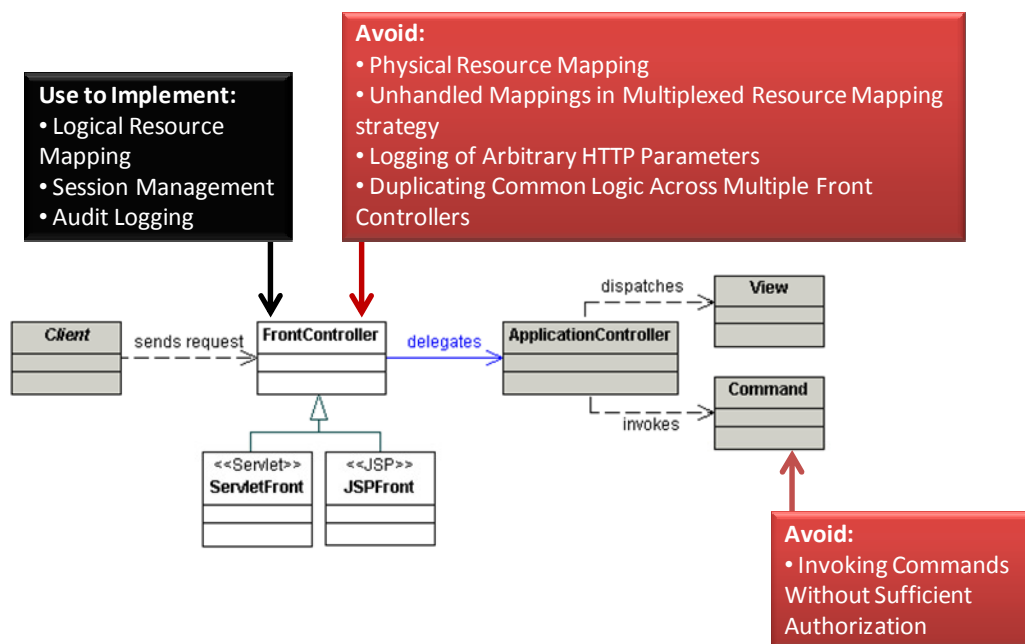 Avoid:
• Physical Resource Mapping
• Unhandled Mappings in Multiplexed Resource Mapping
strategy
• Logging of Arbitrary HTTP Parameters
• Duplicating Common Logic Across Multiple Front
Controllers
Use to Implement:
• Logical Resource
Mapping
• Session Management
• Audit Logging
Client
sends request
FrontController
delegates
ApplicationController
dispatches
View
invokes
Command
<<Servlet>>
ServletFront
<<JSP>>
JSPFront
Avoid:
• Invoking Commands
Without Sufficient
Authorization